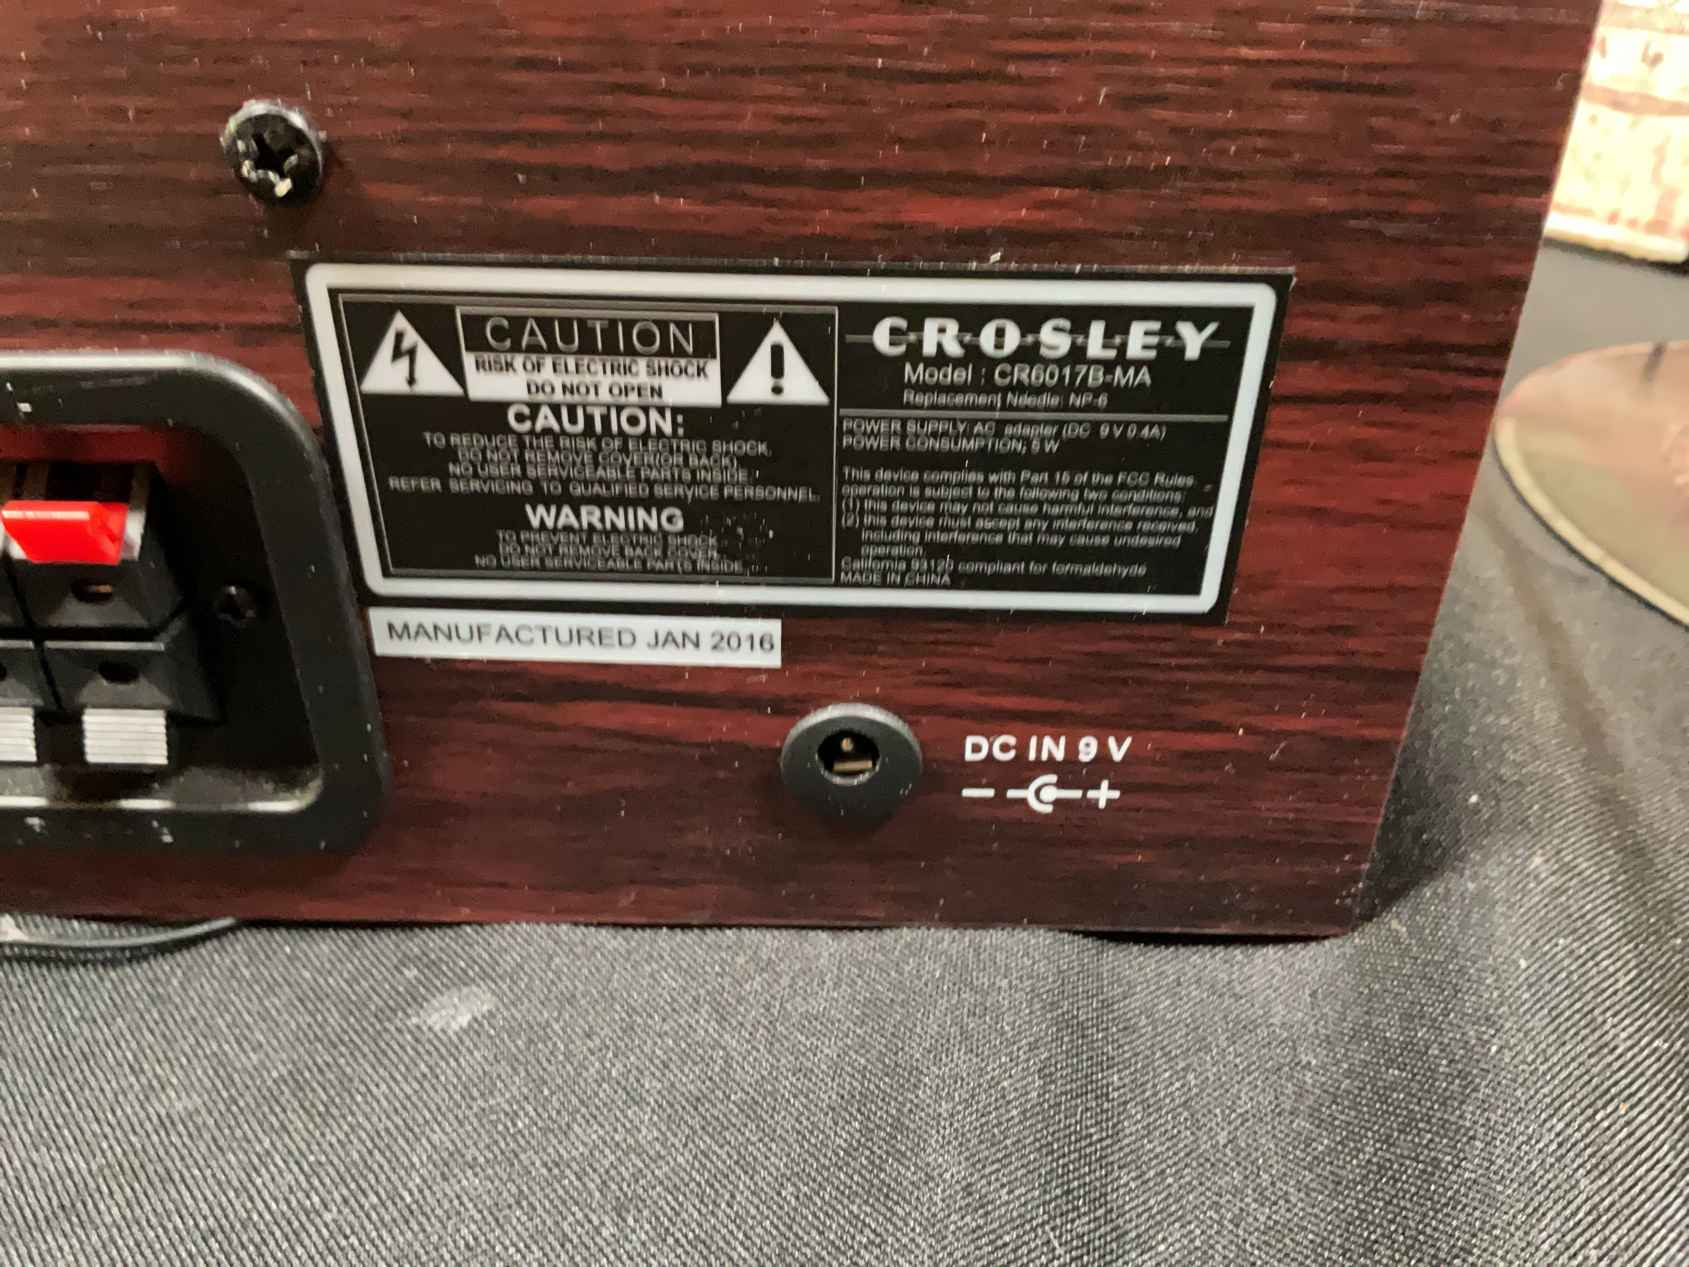 CAUTION
RISK OF ELECTRIC SHOCK
DO NOT OPEN
CAUTION:
TO REDUCE THE RISK OF ELECTRIC SHOCK,
DO NOT REMOVE COVER(OR BACK)
NO USER SERVICEABLE PARTS INSIDE.
REFER SERVICING TO QUALIFIED SERVICE PERSONNEL.
WARNING
TO PREVENT ELECTRIC SHOCK
DO NOT REMOVE BACK COVER.
NO USER SERVICEABLE PARTS INSIDE.
CROSLEY
Model : CR6017B-MA
Replacement Needle: NP-6
POWER SUPPLY: AC adapter (DC 9V 0.4A)
POWER CONSUMPTION: 5 W
This device complies with Part 15 of the FCC Rules
operation is subject to the following two conditions:
(1) this device may not cause harmful interference, and
(2) this device must accept any interference received,
including interference that may cause undesired
operation.
California 93120 compliant for formaldehyde
MADE IN CHINA
MANUFACTURED JAN 2016
DC IN 9 V